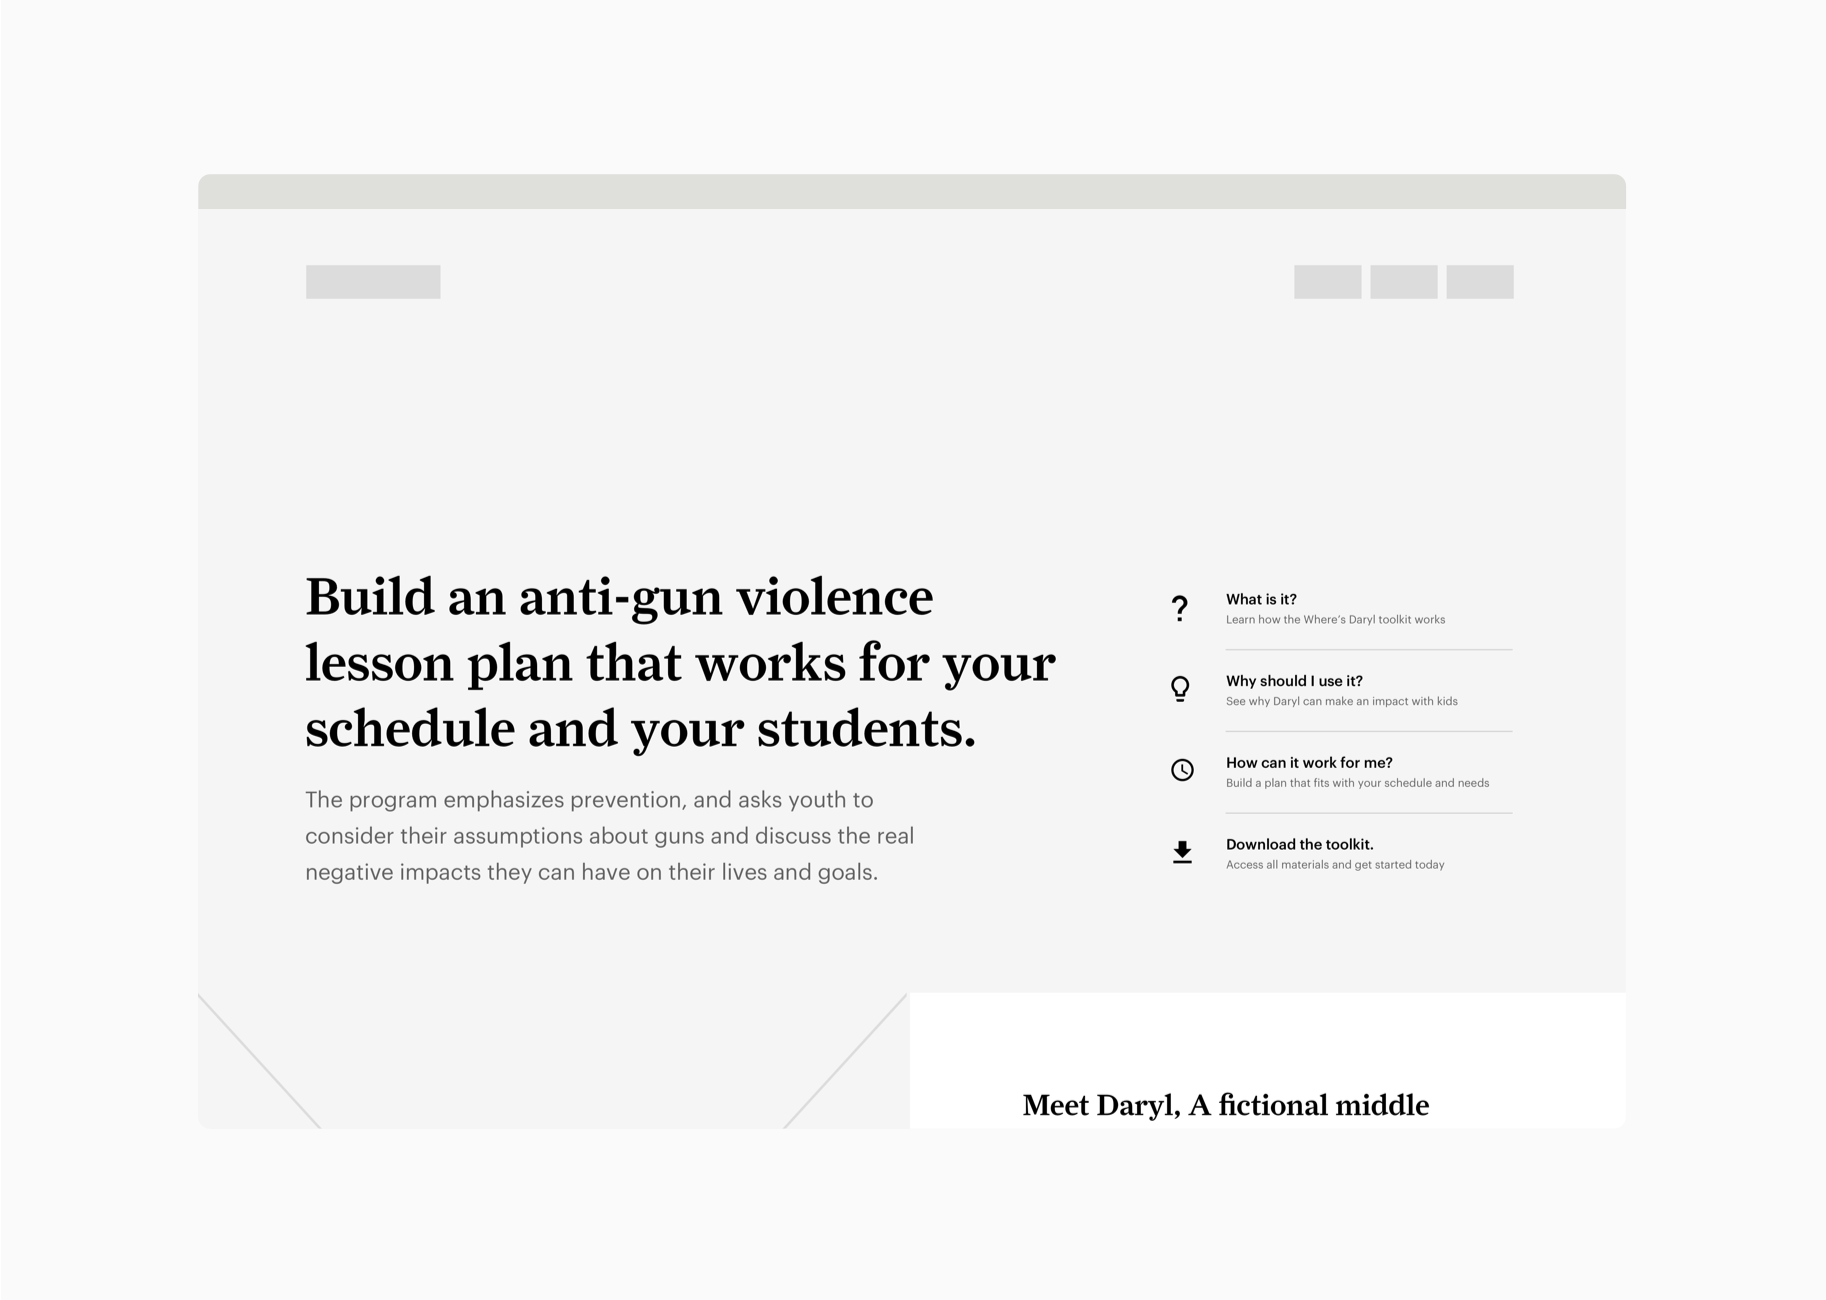 Build an anti-gun violence
lesson plan that works for your
schedule and your students.
The program emphasizes prevention, and asks youth to
consider their assumptions about guns and discuss the real
negative impacts they can have on their lives and goals.
What is it?
Learn how the Where's Daryl toolkit works
Why should I use it?
See why Daryl can make an impact with kids
How can it work for me?
Build a plan that fits with your schedule and needs
Download the toolkit.
Access all materials and get started today
Meet Daryl, A fictional middle